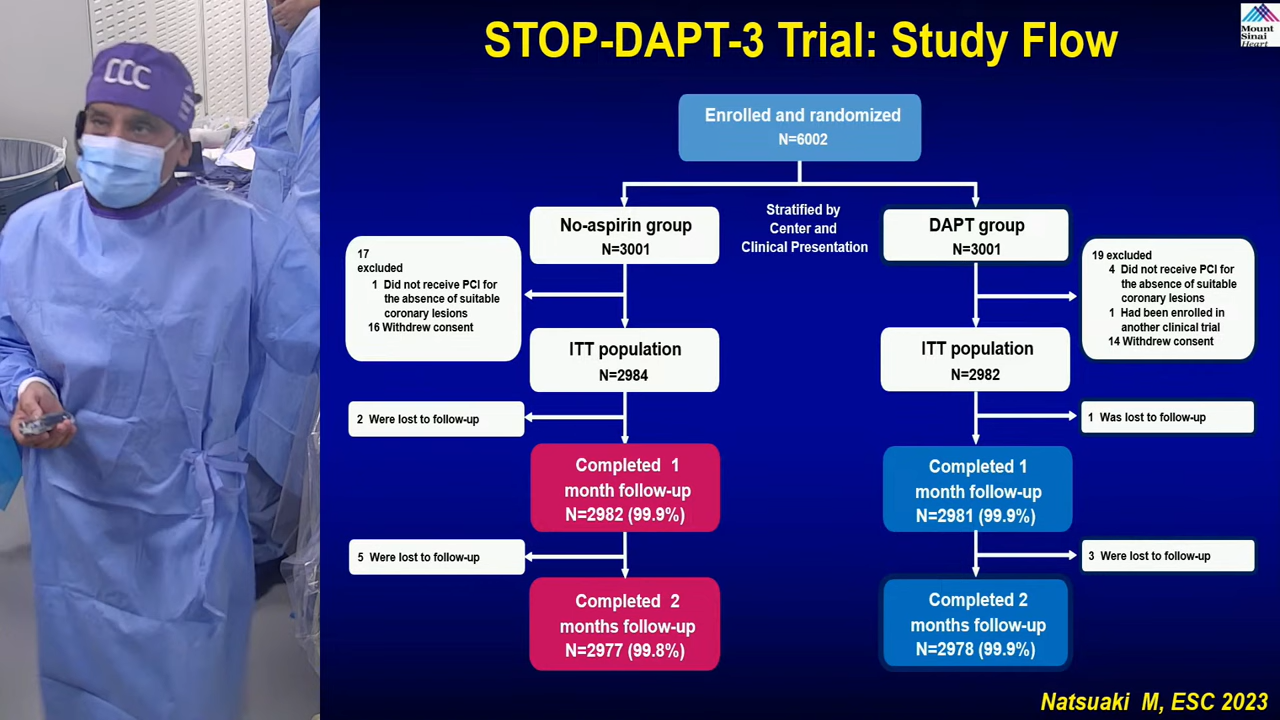 CCC
STOP-DAPT-3 Trial: Study Flow
Mount
Sinai
Heart
Enrolled and randomized
N=6002
Stratified by
Center and
Clinical Presentation
No-aspirin group
N=3001
DAPT group
N=3001
17
excluded
1 Did not receive PCI for
the absence of suitable
coronary lesions
16 Withdrew consent
19 excluded
4 Did not receive PCI for
the absence of suitable
coronary lesions
1 Had been enrolled in
another clinical trial
14 Withdrew consent
ITT population
N=2984
ITT population
N=2982
2 Were lost to follow-up
1 Was lost to follow-up
Completed 1
month follow-up
N=2982 (99.9%)
Completed 1
month follow-up
N=2981 (99.9%)
5 Were lost to follow-up
3 Were lost to follow-up
Completed 2
months follow-up
N=2977 (99.8%)
Completed 2
months follow-up
N=2978 (99.9%)
Natsuaki M, ESC 2023